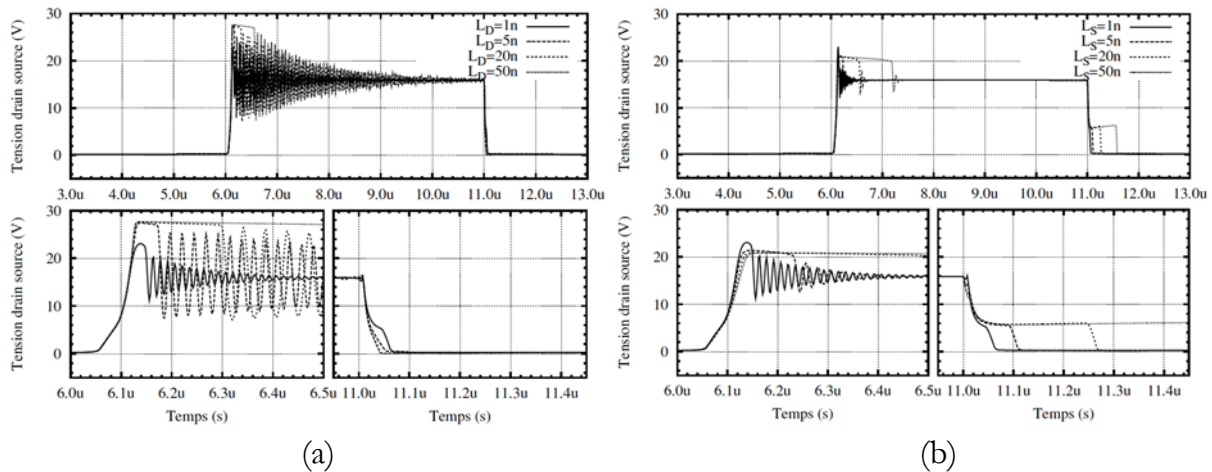 Tension drain source (V)
30
20
10
0
L_D=1n
L_D=5n
L_D=20n
L_D=50n
3.0u 4.0u 5.0u 6.0u 7.0u 8.0u 9.0u 10.0u 11.0u 12.0u 13.0u
Tension drain source (V)
30
20
10
0
6.0u 6.1u 6.2u 6.3u 6.4u 6.5u 11.0u 11.1u 11.2u 11.3u 11.4u
Temps (s) Temps (s)
(a)
Tension drain source (V)
30
20
10
0
L_S=1n
L_S=5n
L_S=20n
L_S=50n
3.0u 4.0u 5.0u 6.0u 7.0u 8.0u 9.0u 10.0u 11.0u 12.0u 13.0u
Tension drain source (V)
30
20
10
0
6.0u 6.1u 6.2u 6.3u 6.4u 6.5u 11.0u 11.1u 11.2u 11.3u 11.4u
Temps (s) Temps (s)
(b)